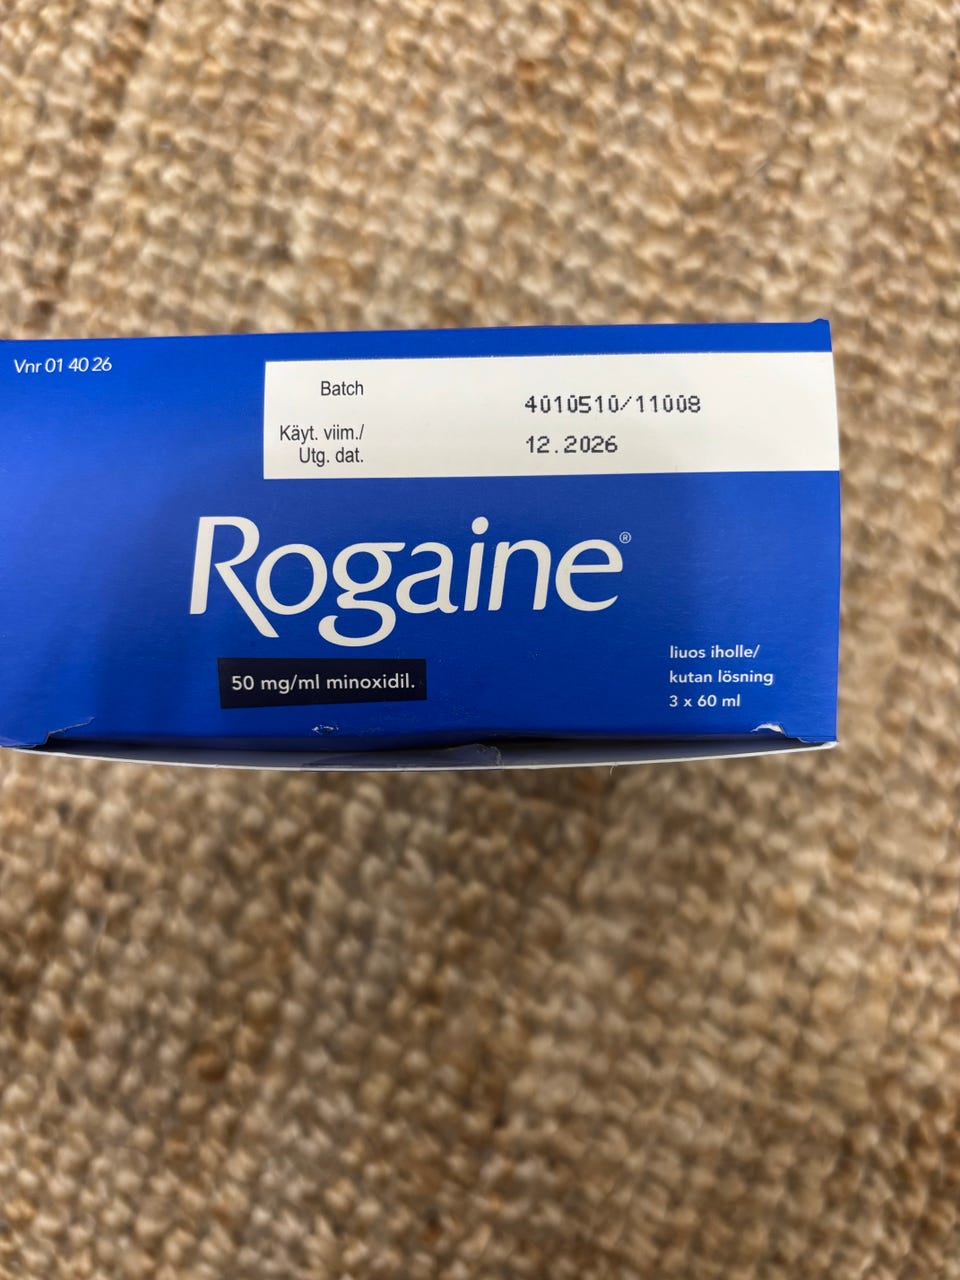 Vnr 01 40 26
Batch
4010510/11008
Käyt. viim./
Utg. dat.
12.2026
Rogaine®
50 mg/ml minoxidil.
liuos iholle/
kutan lösning
3 x 60 ml